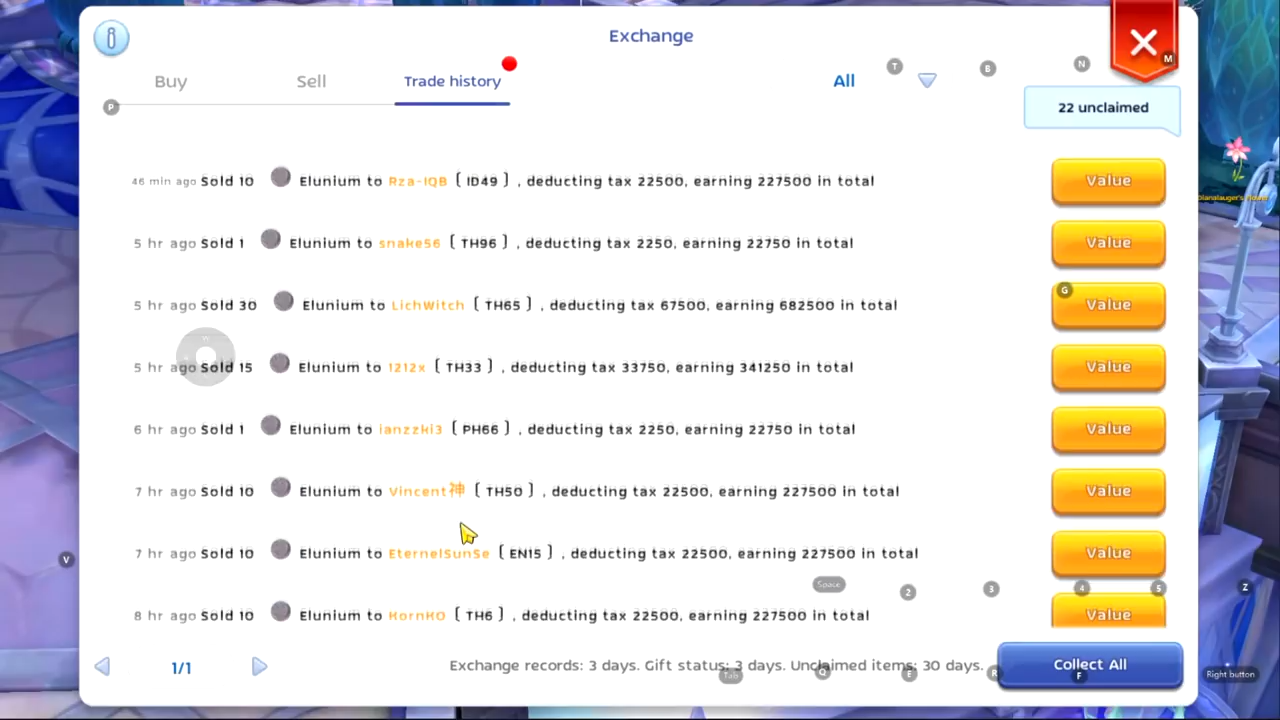 Exchange
Buy Sell Trade history All
T B N M
P
22 unclaimed
46 min ago Sold 10 Elunium to Rza-IQB ( ID49 ) , deducting tax 22500, earning 227500 in total Value
5 hr ago Sold 1 Elunium to snake56 ( TH96 ) , deducting tax 2250, earning 22750 in total Value
5 hr ago Sold 30 Elunium to LichWitch ( TH65 ) , deducting tax 67500, earning 682500 in total Value
G
W
5 hr ago Sold 15 Elunium to 1212x ( TH33 ) , deducting tax 33750, earning 341250 in total Value
6 hr ago Sold 1 Elunium to ianzzki3 ( PH66 ) , deducting tax 2250, earning 22750 in total Value
7 hr ago Sold 10 Elunium to Vincent神 ( TH50 ) , deducting tax 22500, earning 227500 in total Value
7 hr ago Sold 10 Elunium to EternelSunSe ( EN15 ) , deducting tax 22500, earning 227500 in total Value
V
Space 2 3 4 5 Z
8 hr ago Sold 10 Elunium to KornKO ( TH6 ) , deducting tax 22500, earning 227500 in total Value
1/1 Exchange records: 3 days. Gift status: 3 days. Unclaimed items: 30 days. Collect All
Tab Q E R F Right button